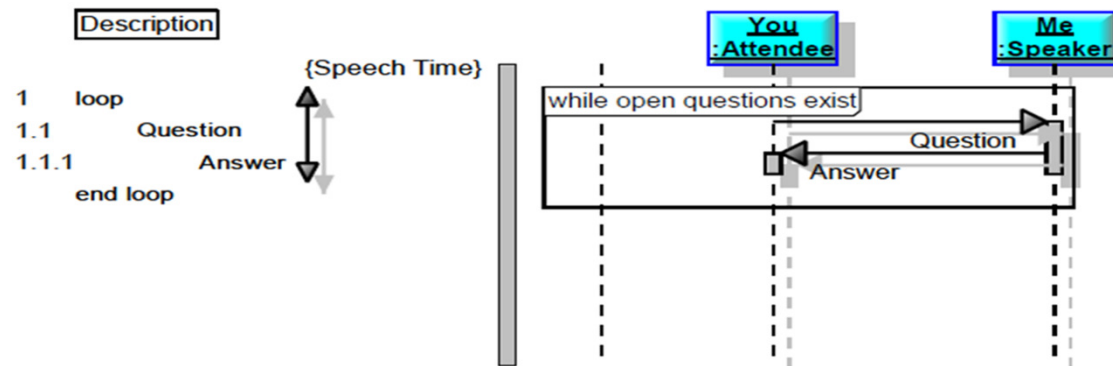 Description
{Speech Time}
1 loop
1.1 Question
1.1.1 Answer
end loop
You
:Attendee
Me
:Speaker
while open questions exist
Question
Answer